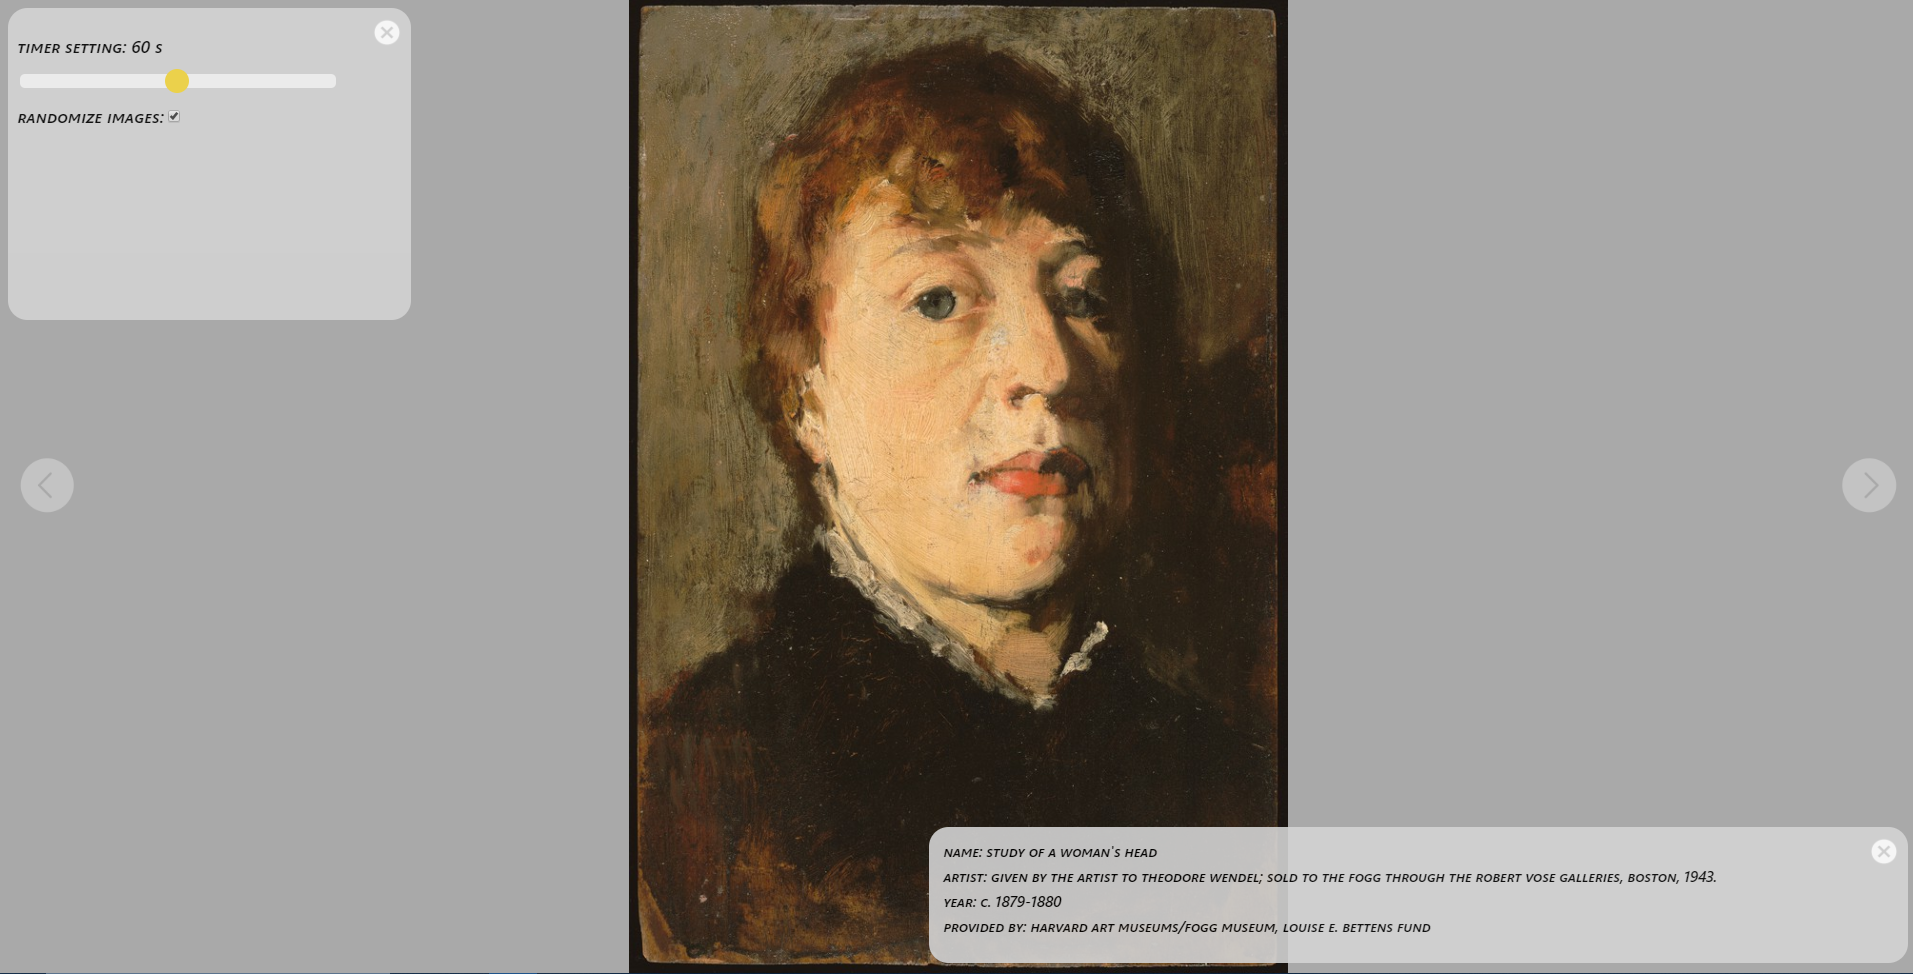 TIMER SETTING: 60 S
RANDOMIZE IMAGES:
NAME: STUDY OF A WOMAN'S HEAD
ARTIST: GIVEN BY THE ARTIST TO THEODORE WENDEL; SOLD TO THE FOGG THROUGH THE ROBERT VOSE GALLERIES, BOSTON, 1943.
YEAR: C. 1879-1880
PROVIDED BY: HARVARD ART MUSEUMS/FOGG MUSEUM, LOUISE E. BETTENS FUND